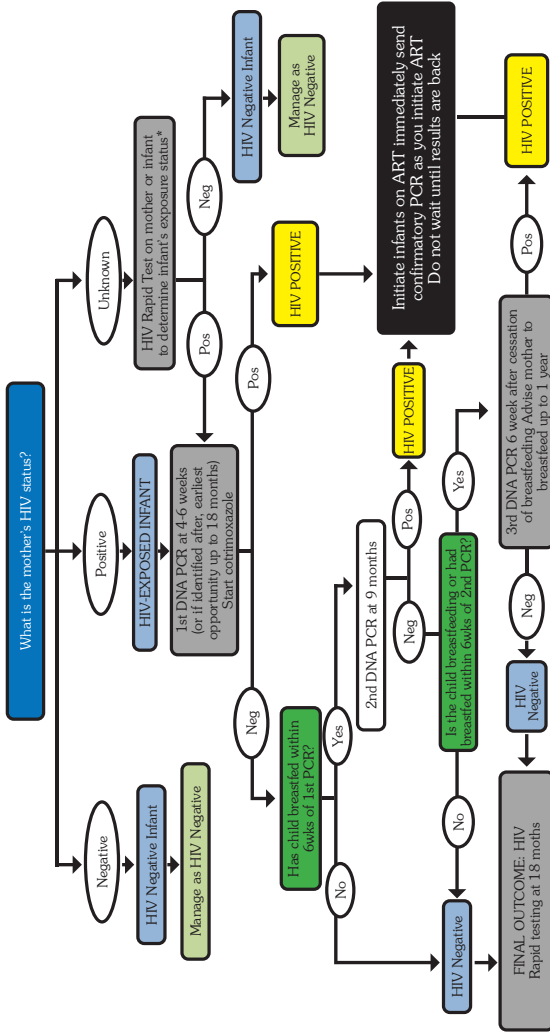 What is the mother's HIV status?
Negative
Positive
Unknown
HIV Negative Infant
HIV-EXPOSED INFANT
HIV Rapid Test on mother or infant
to determine infant's exposure status*
Manage as HIV Negative
1st DNA PCR at 4-6 weeks
(or if identified after, earliest
opportunity up to 18 months)
Start cotrimoxazole
Pos
Neg
HIV Negative Infant
Manage as
HIV Negative
Neg
Pos
HIV POSITIVE
Has child breastfed within
6wks of 1st PCR?
No
Yes
2nd DNA PCR at 9 months
Neg
Pos
HIV POSITIVE
Initiate infants on ART immediately send
confirmatory PCR as you initiate ART
Do not wait until results are back
Is the child breastfeeding or had
breastfed within 6wks of 2nd PCR?
No
Yes
HIV Negative
3rd DNA PCR 6 week after cessation
of breastfeeding Advise mother to
breastfeed up to 1 year
Neg
Pos
HIV
Negative
HIV POSITIVE
FINAL OUTCOME: HIV
Rapid testing at 18 moths